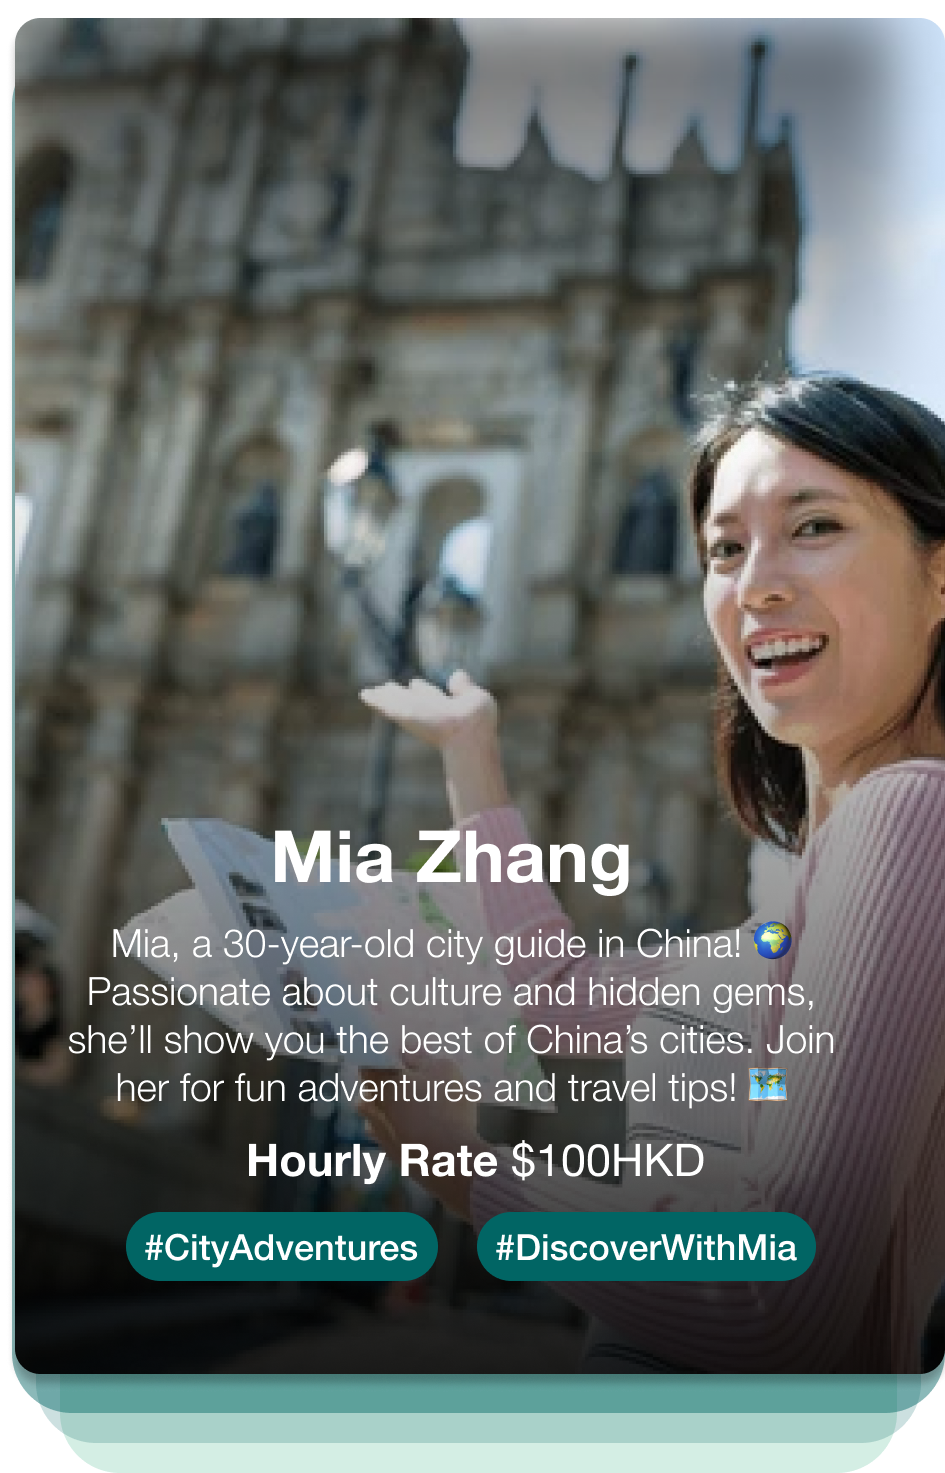 Mia Zhang
Mia, a 30-year-old city guide in China! 🌍
Passionate about culture and hidden gems,
she’ll show you the best of China’s cities. Join
her for fun adventures and travel tips! 🗺️
Hourly Rate $100HKD
#CityAdventures #DiscoverWithMia